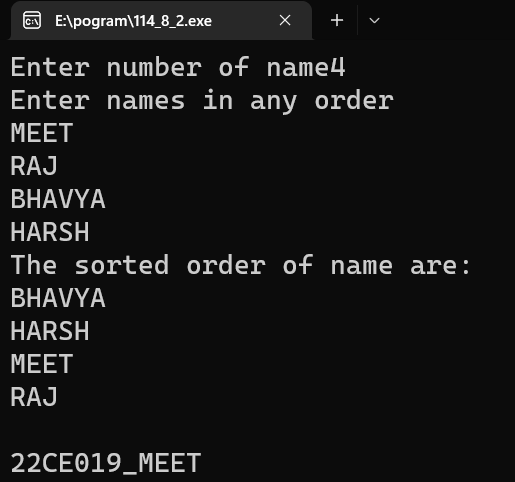 E:\pogram\114_8_2.exe
Enter number of name4
Enter names in any order
MEET
RAJ
BHAVYA
HARSH
The sorted order of name are:
BHAVYA
HARSH
MEET
RAJ
22CE019_MEET